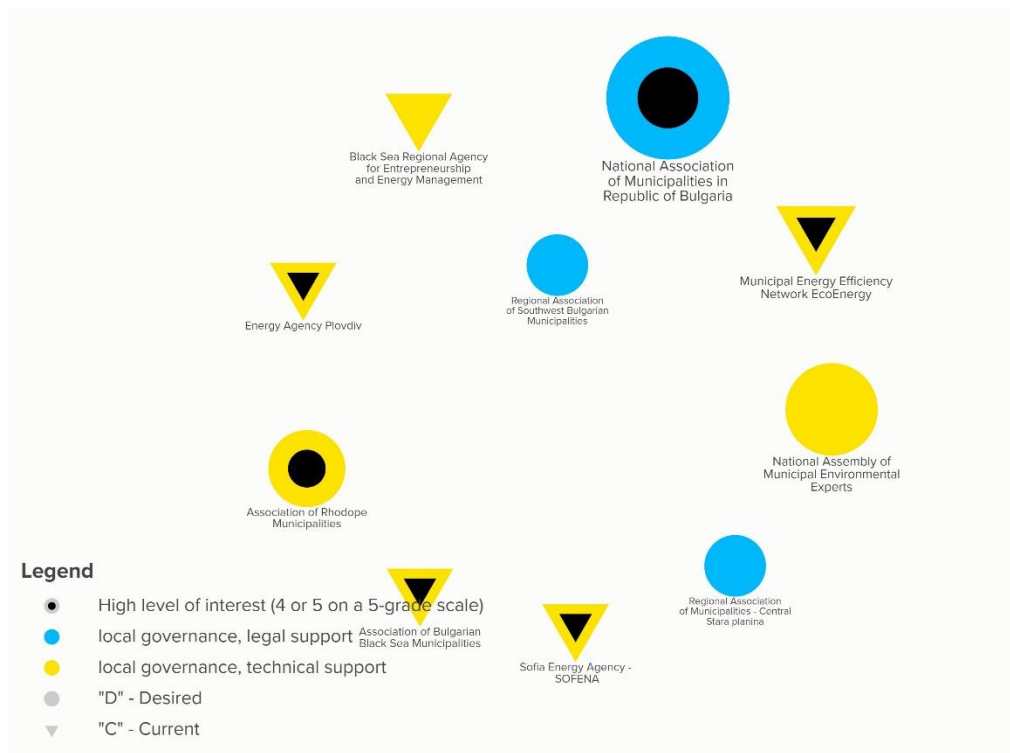 Black Sea Regional Agency
for Entrepreneurship
and Energy Management
National Association
of Municipalities in
Republic of Bulgaria
Municipal Energy Efficiency
Network EcoEnergy
Regional Association
of Southwest Bulgarian
Municipalities
Energy Agency Plovdiv
National Assembly of
Municipal Environmental
Experts
Association of Rhodope
Municipalities
Regional Association
of Municipalities - Central
Stara planina
Association of Bulgarian
Black Sea Municipalities
Sofia Energy Agency -
SOFENA
Legend
High level of interest (4 or 5 on a 5-grade scale)
local governance, legal support
local governance, technical support
"D" - Desired
"C" - Current